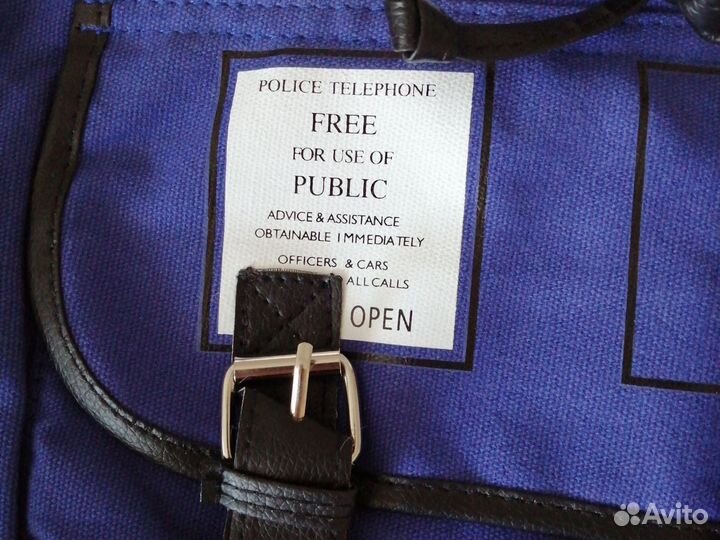 POLICE TELEPHONE
FREE
FOR USE OF
PUBLIC
ADVICE & ASSISTANCE
OBTAINABLE IMMEDIATELY
OFFICERS & CARS
ALL CALLS
OPEN
Avito